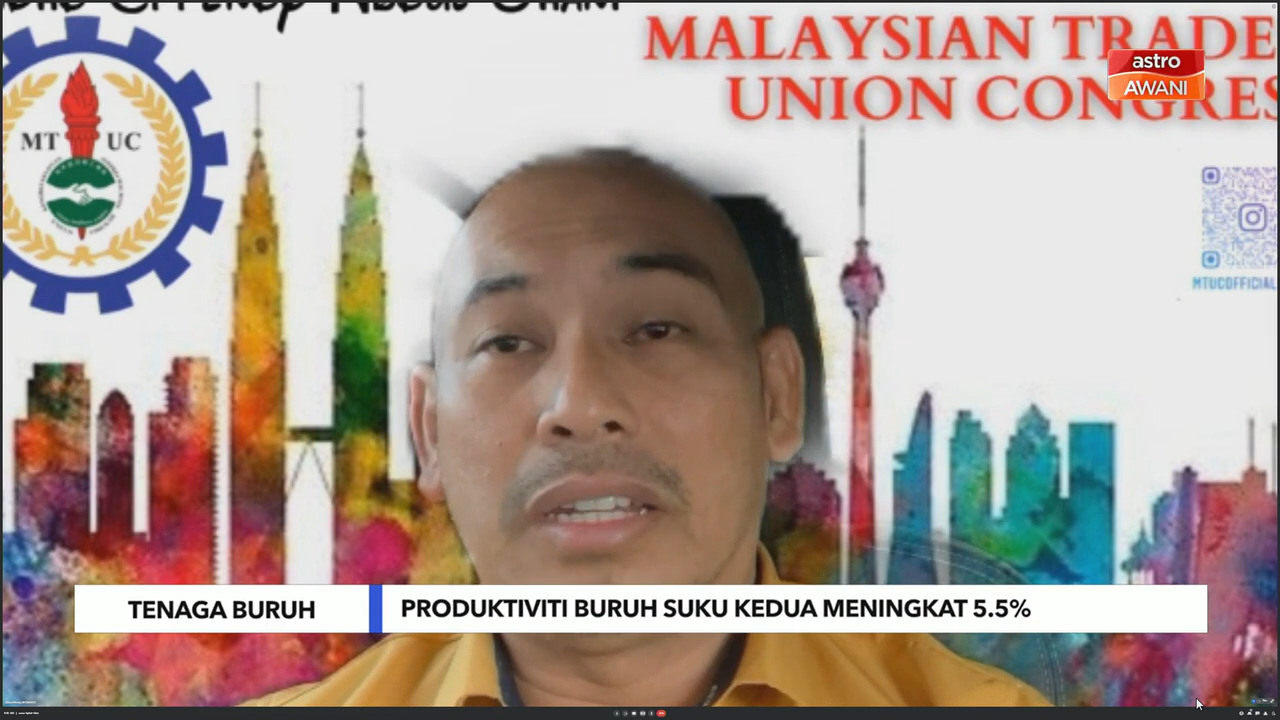 MALAYSIAN TRADE
UNION CONGRES
astro
AWANI
MT UC
MTUCOFFICIAL
TENAGA BURUH
PRODUKTIVITI BURUH SUKU KEDUA MENINGKAT 5.5%